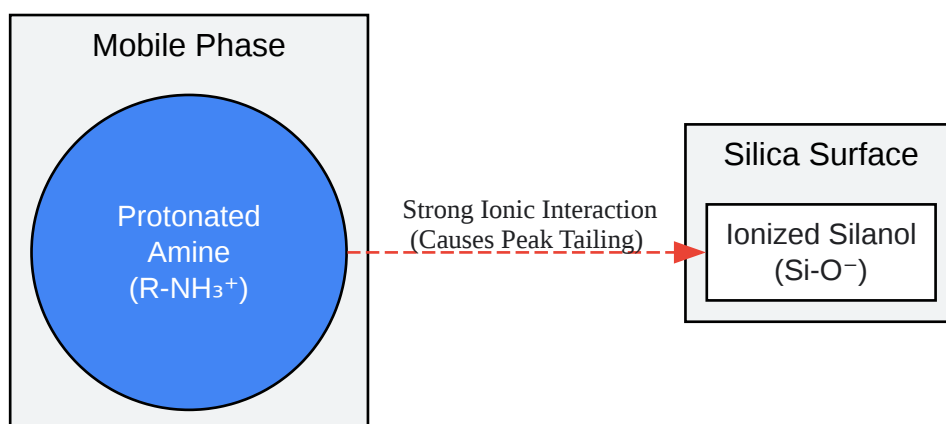 Mobile Phase
Protonated
Amine
(R-NH₃⁺)
Strong Ionic Interaction
(Causes Peak Tailing)
Silica Surface
Ionized Silanol
(Si-O⁻)